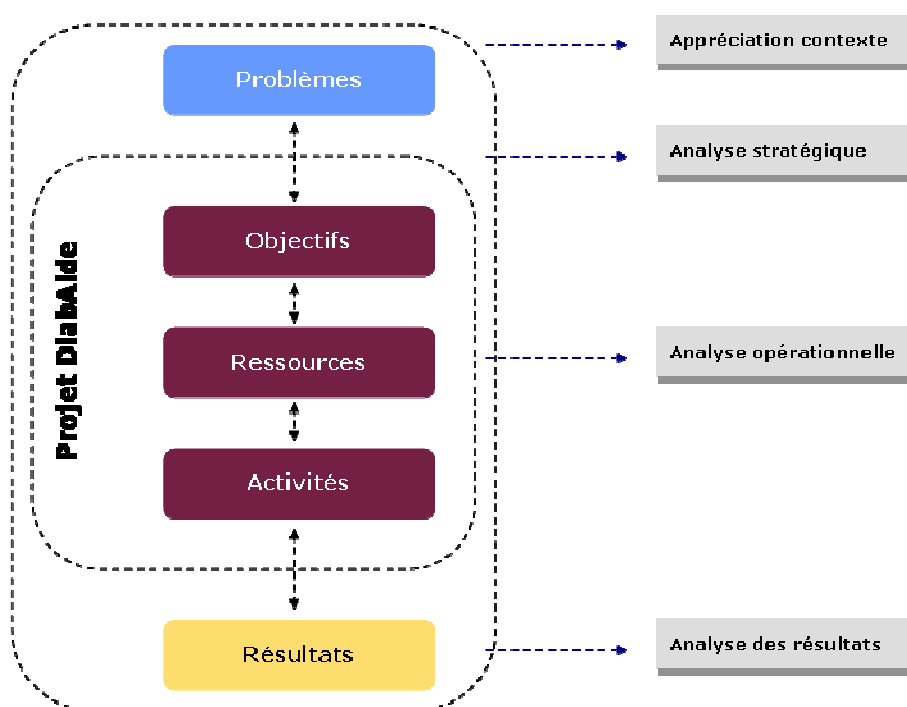 Appréciation contexte
Problèmes
Analyse stratégique
Objectifs
Projet DiabAide
Ressources
Analyse opérationnelle
Activités
Résultats
Analyse des résultats